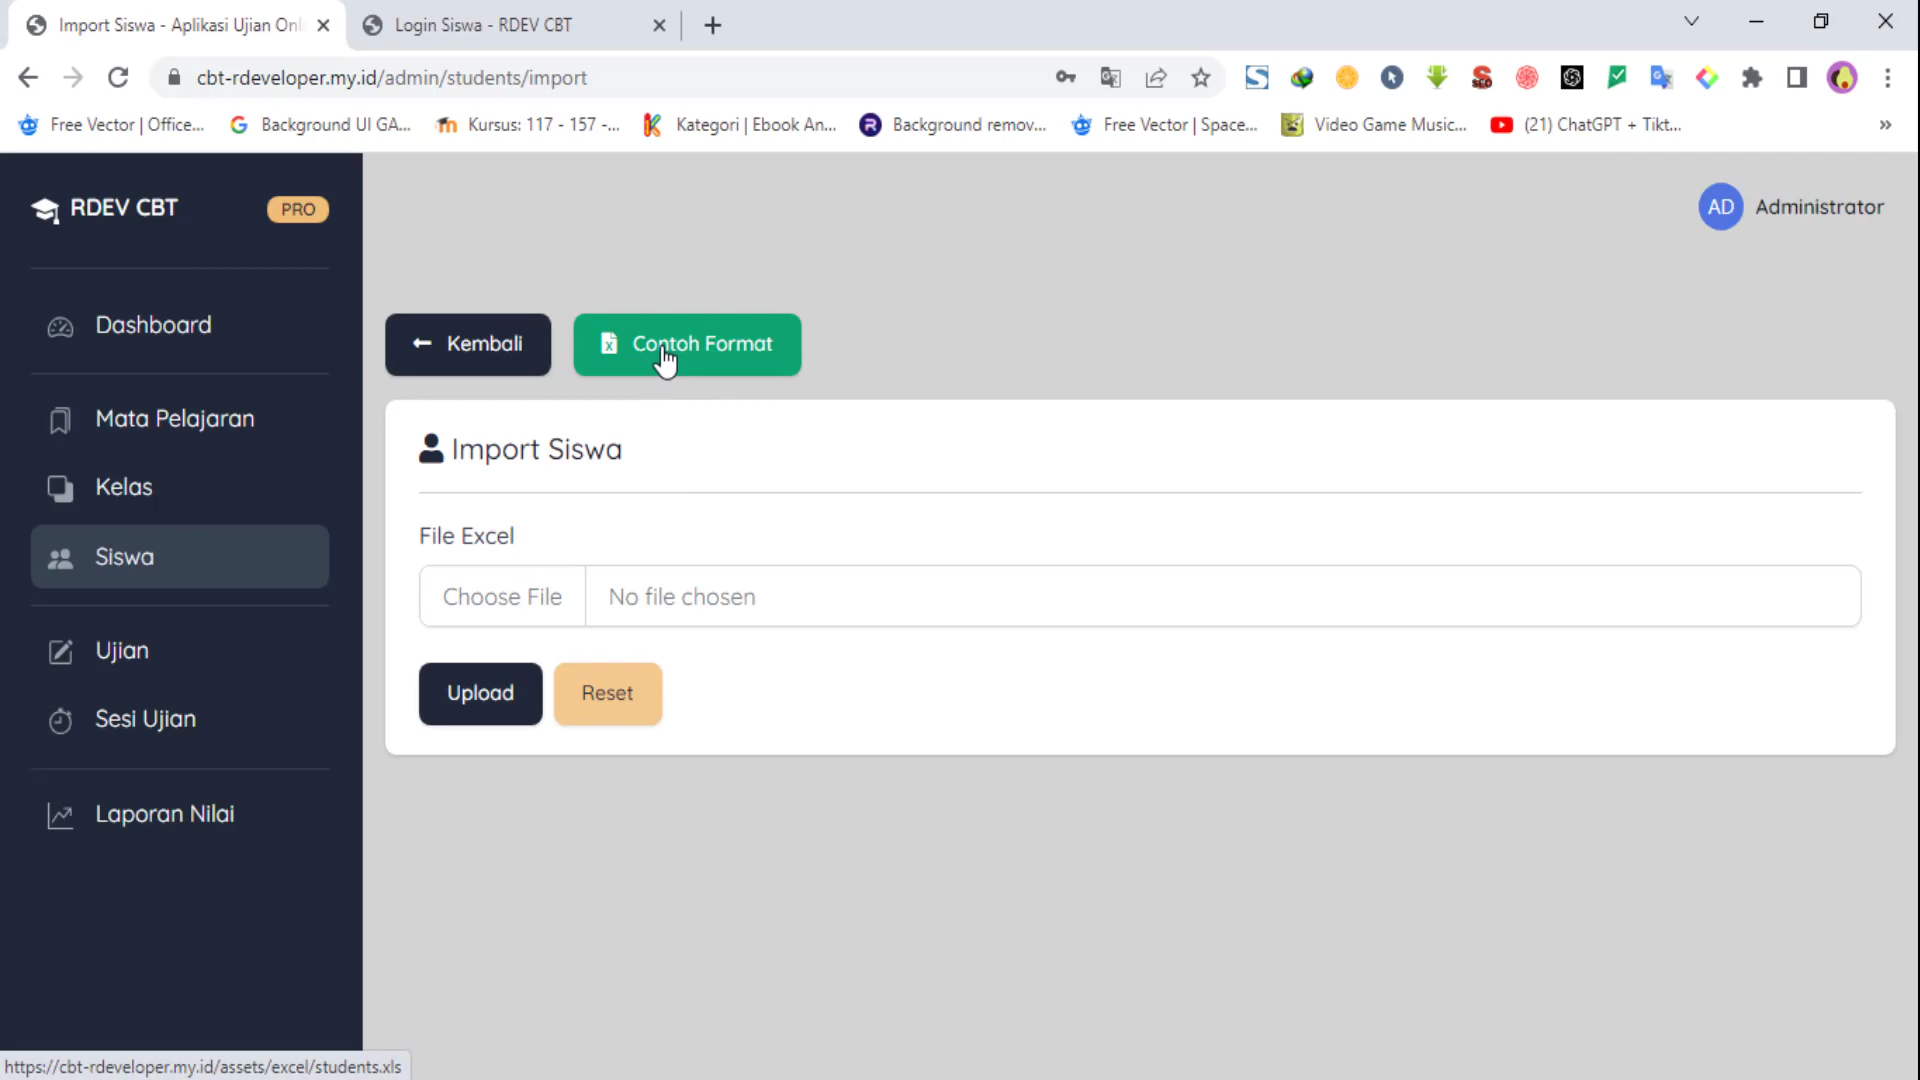 Import Siswa - Aplikasi Ujian Onl
Login Siswa - RDEV CBT
cbt-rdeveloper.my.id/admin/students/import
Free Vector | Office...
Background UI GA...
Kursus: 117 - 157 -...
Kategori | Ebook An...
Background remov...
Free Vector | Space...
Video Game Music...
(21) ChatGPT + Tikt...
RDEV CBT
PRO
AD
Administrator
Dashboard
Mata Pelajaran
Kelas
Siswa
Ujian
Sesi Ujian
Laporan Nilai
Kembali
Contoh Format
Import Siswa
File Excel
Choose File
No file chosen
Upload
Reset
https://cbt-rdeveloper.my.id/assets/excel/students.xls